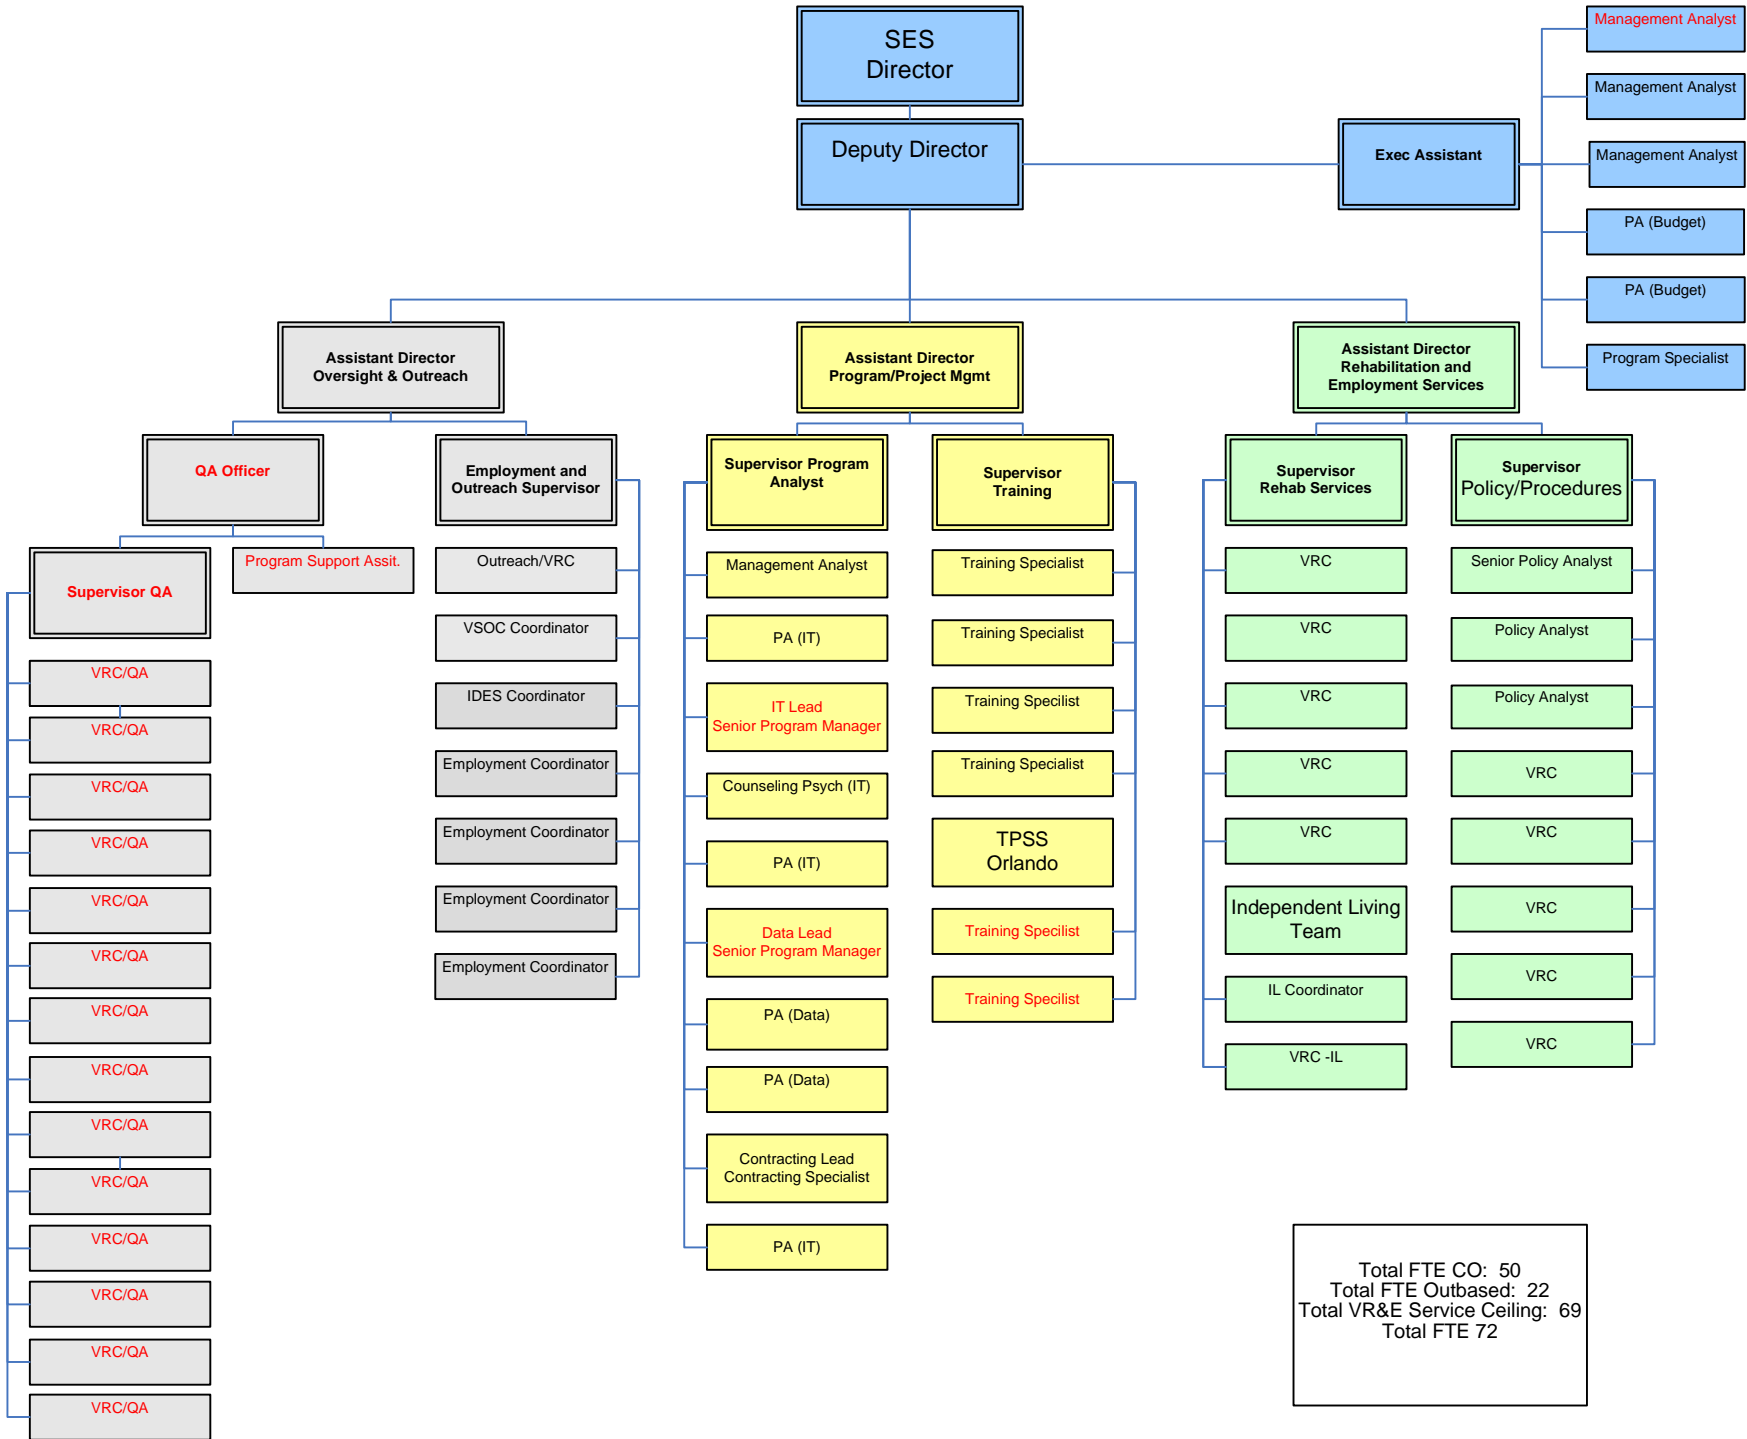 SES
Director
Deputy Director
Exec Assistant
Management Analyst
Management Analyst
Management Analyst
PA (Budget)
PA (Budget)
Program Specialist
Assistant Director
Oversight & Outreach
Assistant Director
Program/Project Mgmt
Assistant Director
Rehabilitation and
Employment Services
QA Officer
Program Support Assit.
Supervisor QA
VRC/QA
VRC/QA
VRC/QA
VRC/QA
VRC/QA
VRC/QA
VRC/QA
VRC/QA
VRC/QA
VRC/QA
VRC/QA
VRC/QA
VRC/QA
VRC/QA
Employment and
Outreach Supervisor
Outreach/VRC
VSOC Coordinator
IDES Coordinator
Employment Coordinator
Employment Coordinator
Employment Coordinator
Employment Coordinator
Supervisor Program
Analyst
Management Analyst
PA (IT)
IT Lead
Senior Program Manager
Counseling Psych (IT)
PA (IT)
Data Lead
Senior Program Manager
PA (Data)
PA (Data)
Contracting Lead
Contracting Specialist
PA (IT)
Supervisor
Training
Training Specialist
Training Specialist
Training Specilist
Training Specialist
TPSS
Orlando
Training Specilist
Training Specilist
Supervisor
Rehab Services
VRC
VRC
VRC
VRC
VRC
Independent Living
Team
IL Coordinator
VRC -IL
Supervisor
Policy/Procedures
Senior Policy Analyst
Policy Analyst
Policy Analyst
VRC
VRC
VRC
VRC
VRC
Total FTE CO:  50
Total FTE Outbased:  22
Total VR&E Service Ceiling:  69
Total FTE 72